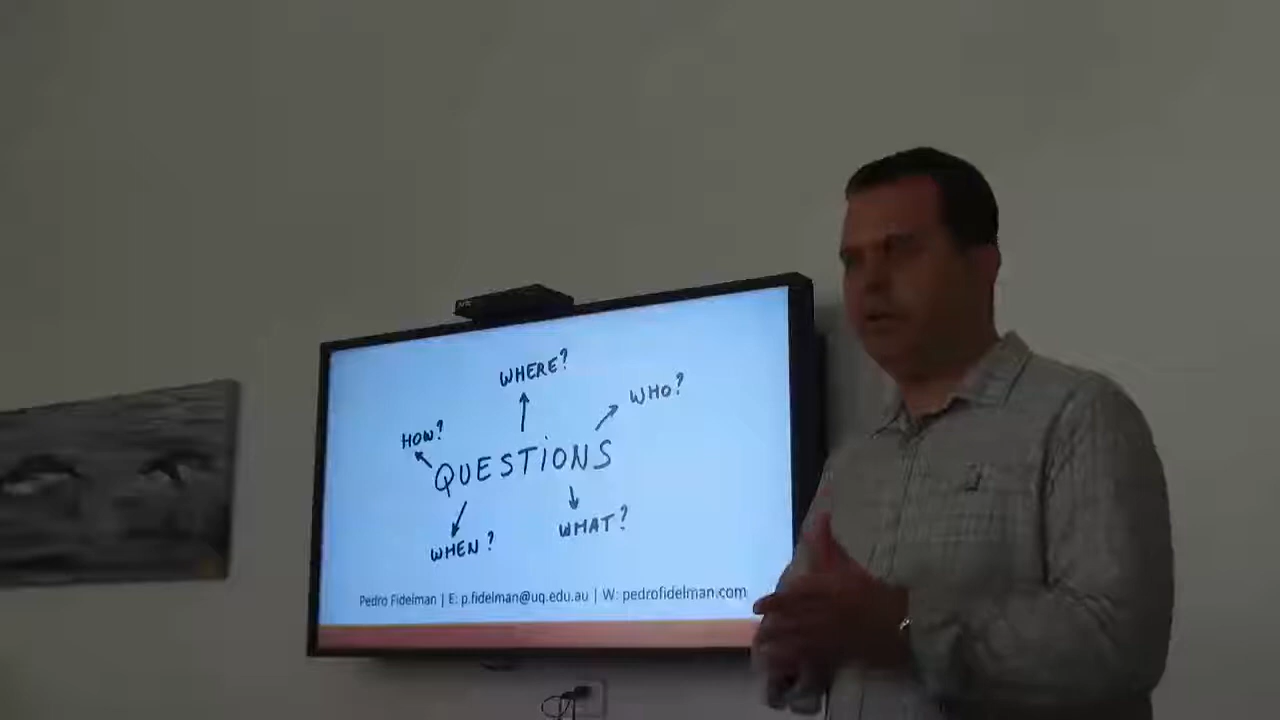 WHERE?
WHO?
HOW?
QUESTIONS
WHEN?
WHAT?
Pedro Fidelman | E: p.fidelman@uq.edu.au | W: pedrofidelman.com